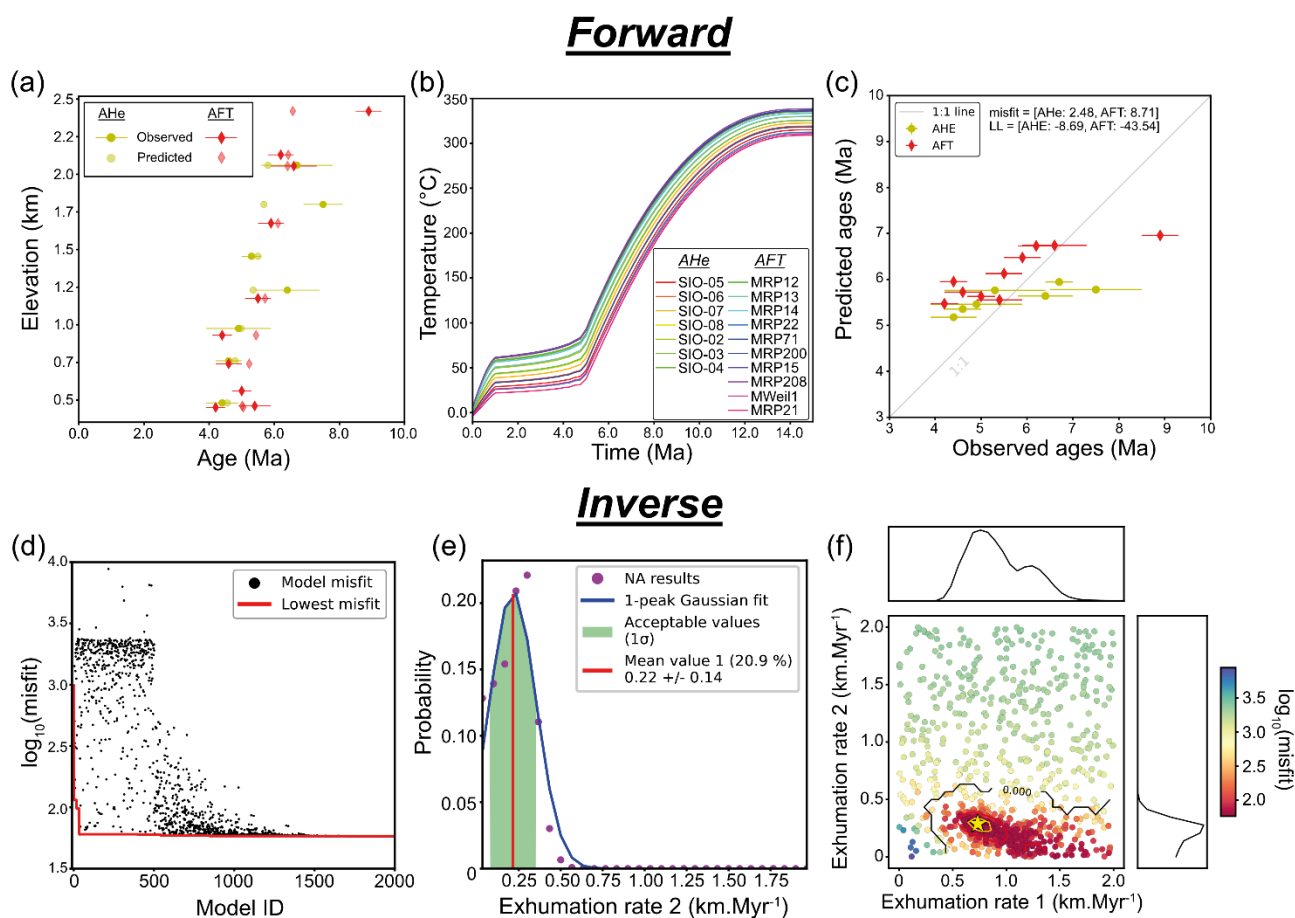 Forward
(a)
AHe AFT
Observed
Predicted
2.5
2.2
2.0
1.7
1.5
1.2
1.0
0.7
0.5
Elevation (km)
0.0 2.0 4.0 6.0 8.0 10.0
Age (Ma)
(b)
350
300
250
200
150
100
50
0.0
Temperature (°C)
AHe AFT
SIO-05 MRP12
SIO-06 MRP13
SIO-07 MRP14
SIO-08 MRP22
SIO-02 MRP71
SIO-03 MRP200
SIO-04 MRP15
MRP208
MWeil1
MRP21
0.0 2.0 4.0 6.0 8.0 10.0 12.0 14.0
Time (Ma)
(c)
1:1 line
AHE
AFT
misfit = [AHe: 2.48, AFT: 8.71]
LL = [AHE: -8.69, AFT: -43.54]
10
9
8
7
6
5
4
3
Predicted ages (Ma)
1:1
3 4 5 6 7 8 9 10
Observed ages (Ma)
Inverse
(d)
Model misfit
Lowest misfit
4.0
3.5
3.0
2.5
2.0
1.5
log10(misfit)
0 500 1000 1500 2000
Model ID
(e)
NA results
1-peak Gaussian fit
Acceptable values
(1σ)
Mean value 1 (20.9 %)
0.22 +/- 0.14
0.20
0.15
0.10
0.05
0
Probability
0.25 0.50 0.75 1.00 1.25 1.50 1.75
Exhumation rate 2 (km.Myr⁻¹)
(f)
2.0
1.5
1.0
0.5
0
Exhumation rate 2 (km.Myr⁻¹)
0.000
0 0.5 1.0 1.5 2.0
Exhumation rate 1 (km.Myr⁻¹)
3.5
3.0
2.5
2.0
log10(misfit)